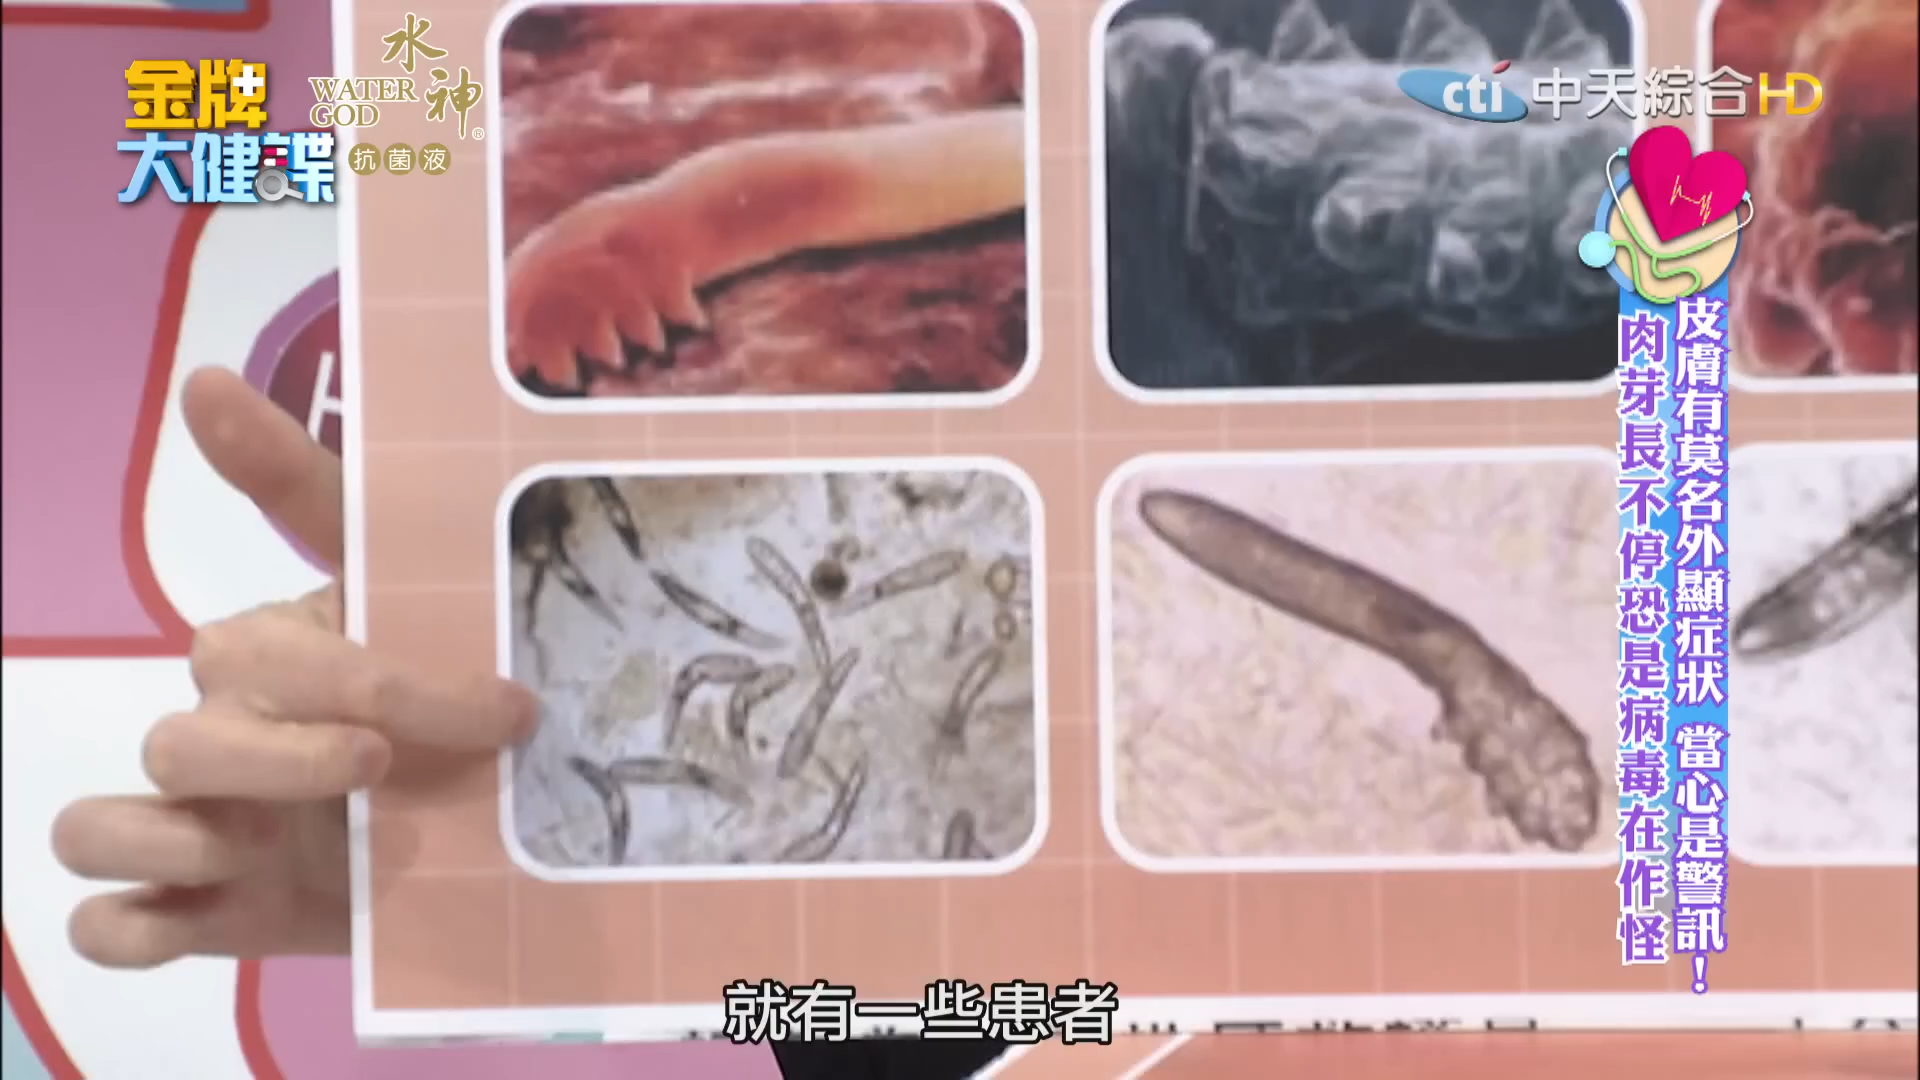 金牌
大健諜
水神®
WATER
GOD
抗菌液
cti 中天綜合HD
皮膚有莫名外顯症狀 當心是警訊！
肉芽長不停恐是病毒在作怪
H
就有一些患者